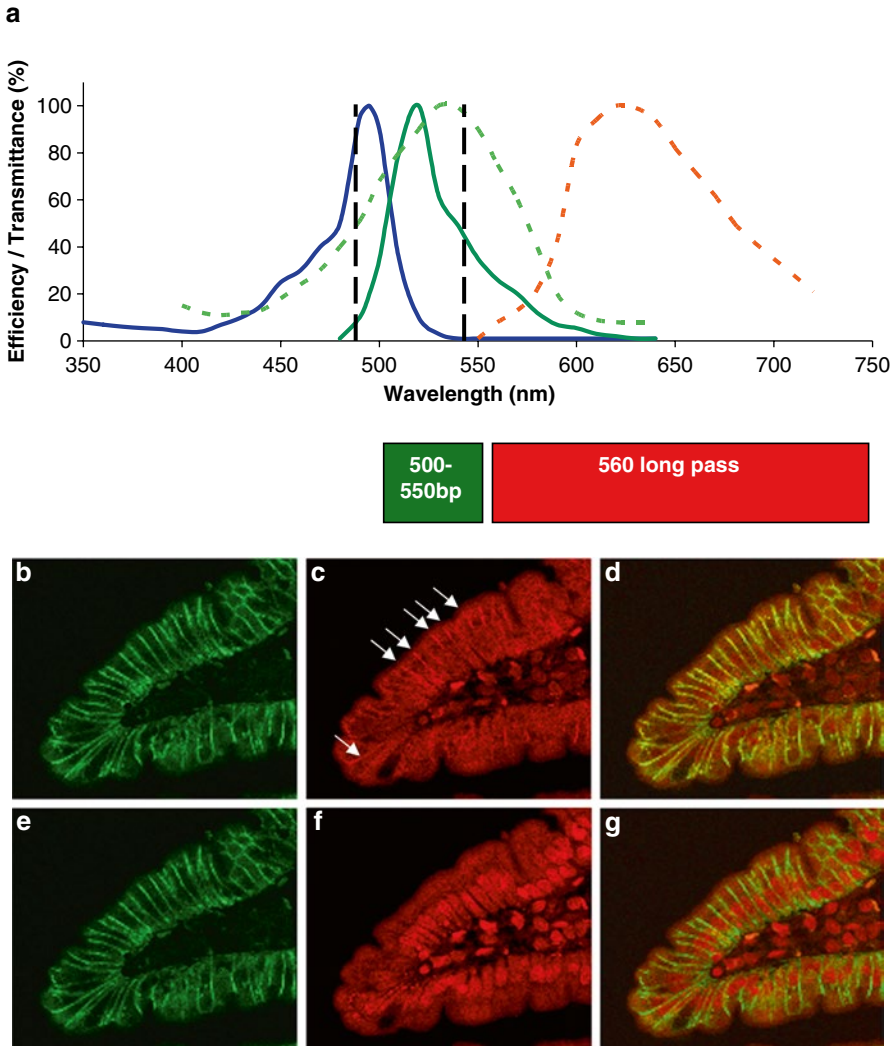 a
Efficiency / Transmittance (%)
100
80
60
40
20
0
350 400 450 500 550 600 650 700 750
Wavelength (nm)
500-
550bp
560 long pass
b c d
e f g